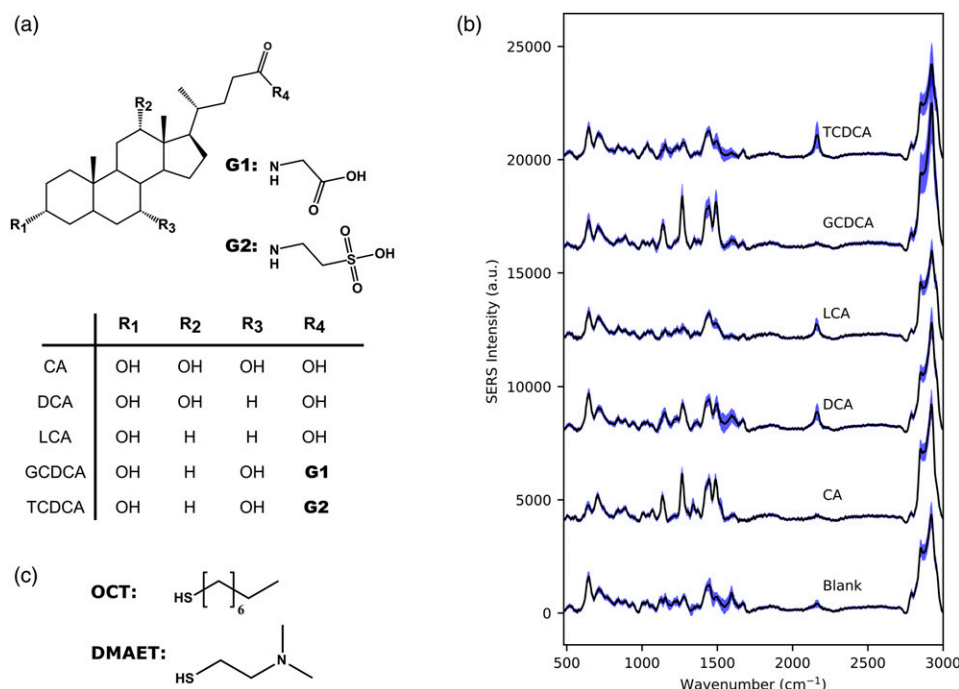 (a)
O
R₄
R₂
R₁
R₃
G1:
N
H
OH
O
G2:
N
H
O
S
OH
O
R₁ R₂ R₃ R₄
CA OH OH OH OH
DCA OH OH H OH
LCA OH H H OH
GCDCA OH H OH G1
TCDCA OH H OH G2
(c)
OCT:
HS
6
DMAET:
HS
N
(b)
25000
20000
15000
10000
5000
0
SERS Intensity (a.u.)
TCDCA
GCDCA
LCA
DCA
CA
Blank
500 1000 1500 2000 2500 3000
Wavenumber (cm⁻¹)